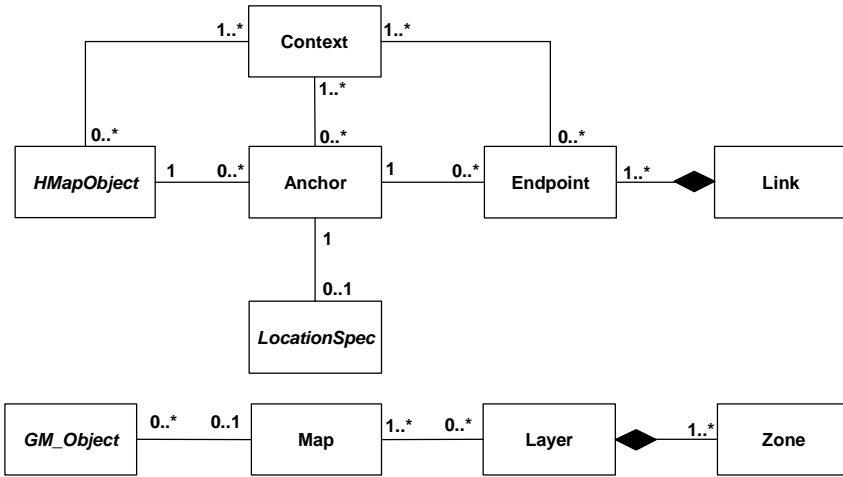 1..* Context 1..*
1..*
0..* 0..* 0..*
HMapObject 1 0..* Anchor 1 0..* Endpoint 1..* Link
1
0..1
LocationSpec
GM_Object 0..* 0..1 Map 1..* 0..* Layer 1..* Zone